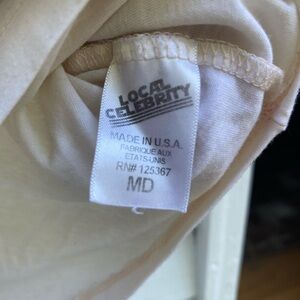 LOCAL
CELEBRITY
MADE IN U.S.A.
FABRIQUE AUX
ETATS-UNIS
RN# 125367
MD